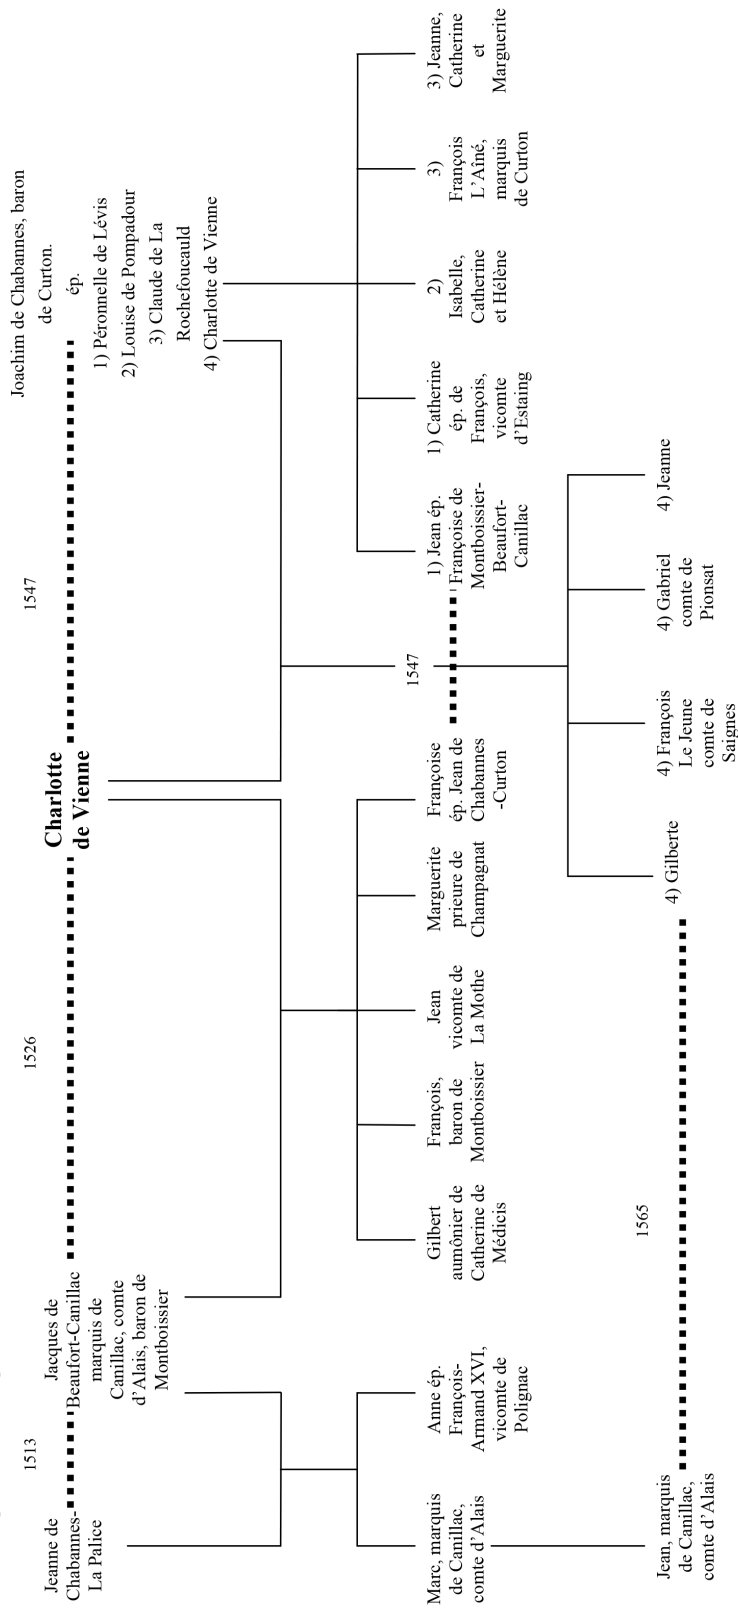 1513
1526
1547
Jeanne de
Chabannes-
La Palice
Jacques de
Beaufort-Canillac
marquis de
Canillac, comte
d’Alais, baron de
Montboissier
Charlotte
de Vienne
Joachim de Chabannes, baron
de Curton.
ép.
1) Péronnelle de Lévis
2) Louise de Pompadour
3) Claude de La
Rochefoucauld
4) Charlotte de Vienne
Marc, marquis
de Canillac,
comte d’Alais
Anne ép.
François-
Armand XVI,
vicomte de
Polignac
Gilbert
aumônier de
Catherine de
Médicis
François,
baron de
Montboissier
Jean
vicomte de
La Mothe
Marguerite
prieure de
Champagnat
Françoise
ép. Jean de
Chabannes
-Curton
1547
1) Jean ép.
Françoise de
Montboissier-
Beaufort-
Canillac
1) Catherine
ép. de
François,
vicomte
d’Estaing
2)
Isabelle,
Catherine
et Hélène
3)
François
L’Aîné,
marquis
de Curton
3) Jeanne,
Catherine
et
Marguerite
Jean, marquis
de Canillac,
comte d’Alais
1565
4) Gilberte
4) François
Le Jeune
comte de
Saignes
4) Gabriel
comte de
Pionsat
4) Jeanne